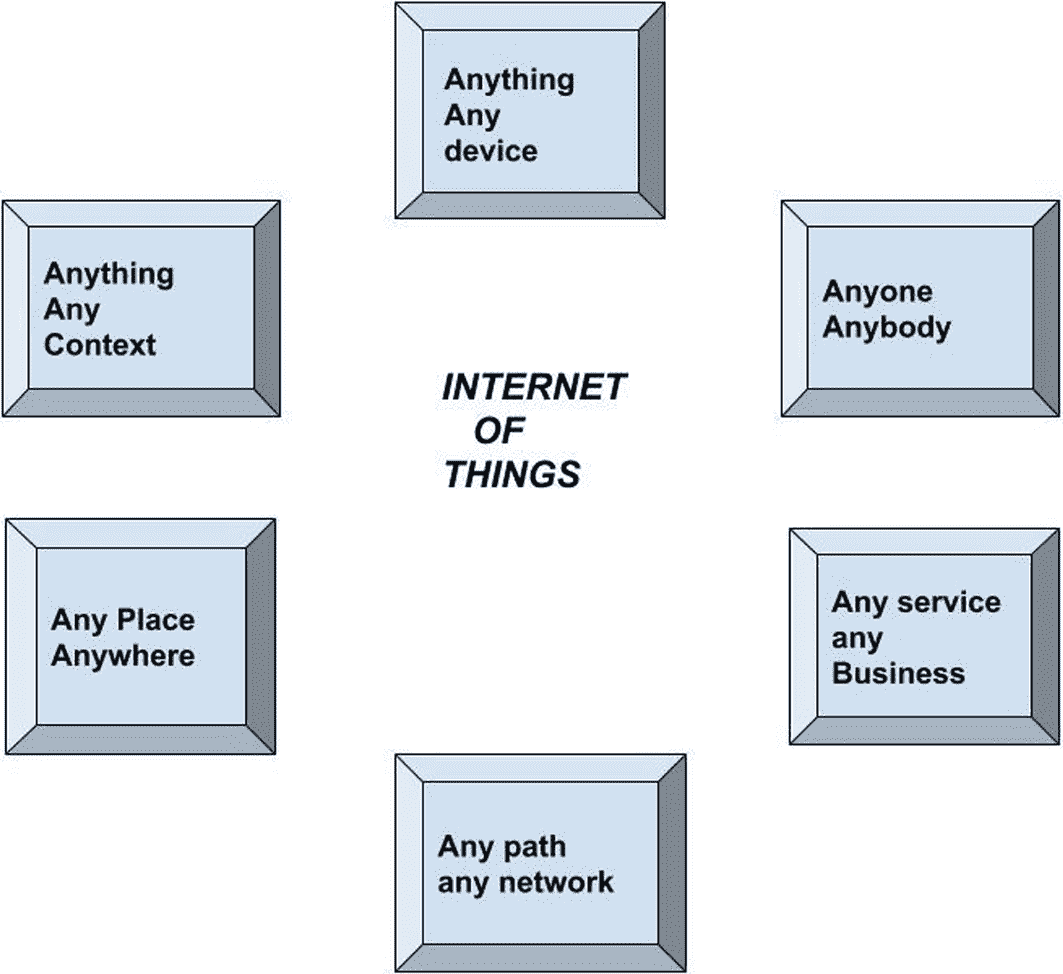 Anything
Any
device
Anything
Any
Context
Anyone
Anybody
INTERNET
OF
THINGS
Any Place
Anywhere
Any service
any
Business
Any path
any network